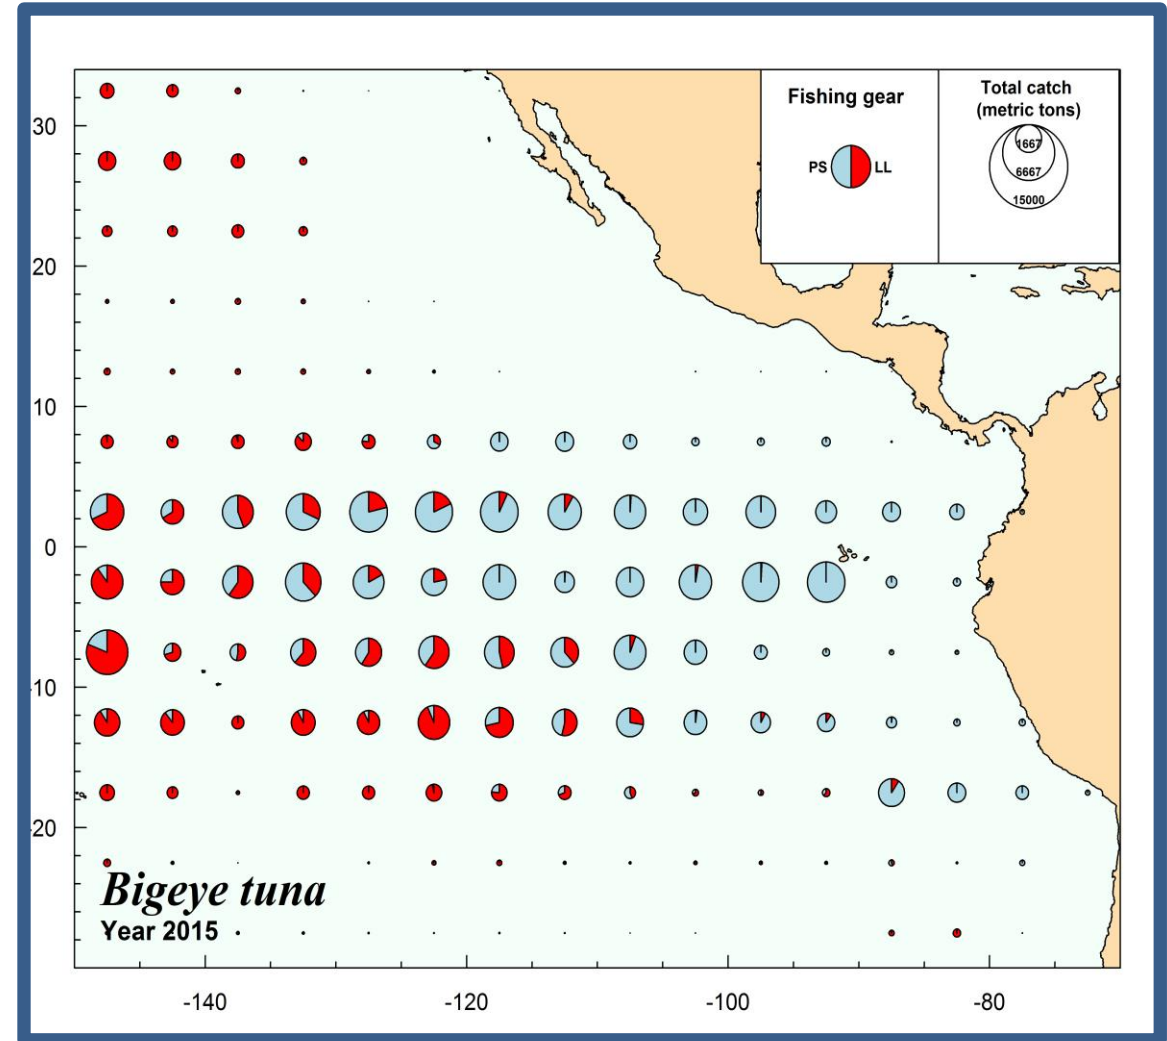 Fishing gear
PS LL
Total catch
(metric tons)
1667
6667
15000
30
20
10
0
-10
-20
Bigeye tuna
Year 2015
-140 -120 -100 -80